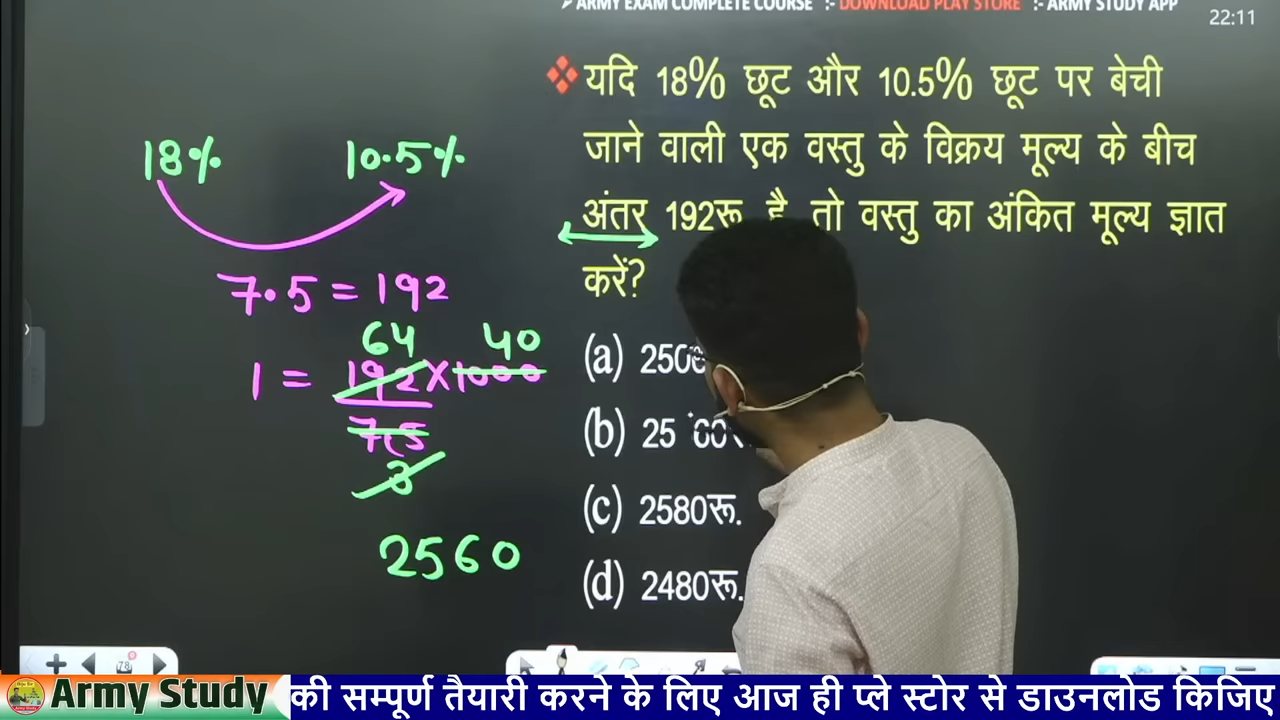 ARMY EXAM COMPLETE COURSE :- DOWNLOAD PLAY STORE :- ARMY STUDY APP
22:11
यदि 18% छूट और 10.5% छूट पर बेची
जाने वाली एक वस्तु के विक्रय मूल्य के बीच
अंतर 192रू है तो वस्तु का अंकित मूल्य ज्ञात
करें?
(a)
(b)
(c) 2580रू.
(d) 2480रू.
18% 10.5%
7.5 = 192
64 40
1 = 192 × 1000
75
3
2560
78
Army Study की सम्पूर्ण तैयारी करने के लिए आज ही प्ले स्टोर से डाउनलोड किजिए